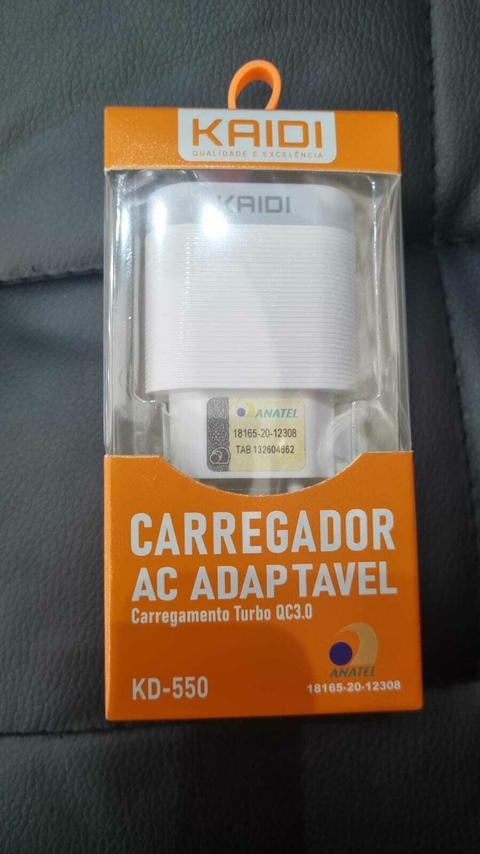 KAIDI
QUALIDADE E EXCELÊNCIA
KAIDI
ANATEL
18165-20-12308
TAB 132604862
CARREGADOR
AC ADAPTAVEL
Carregamento Turbo QC3.0
ANATEL
KD-550
18165-20-12308